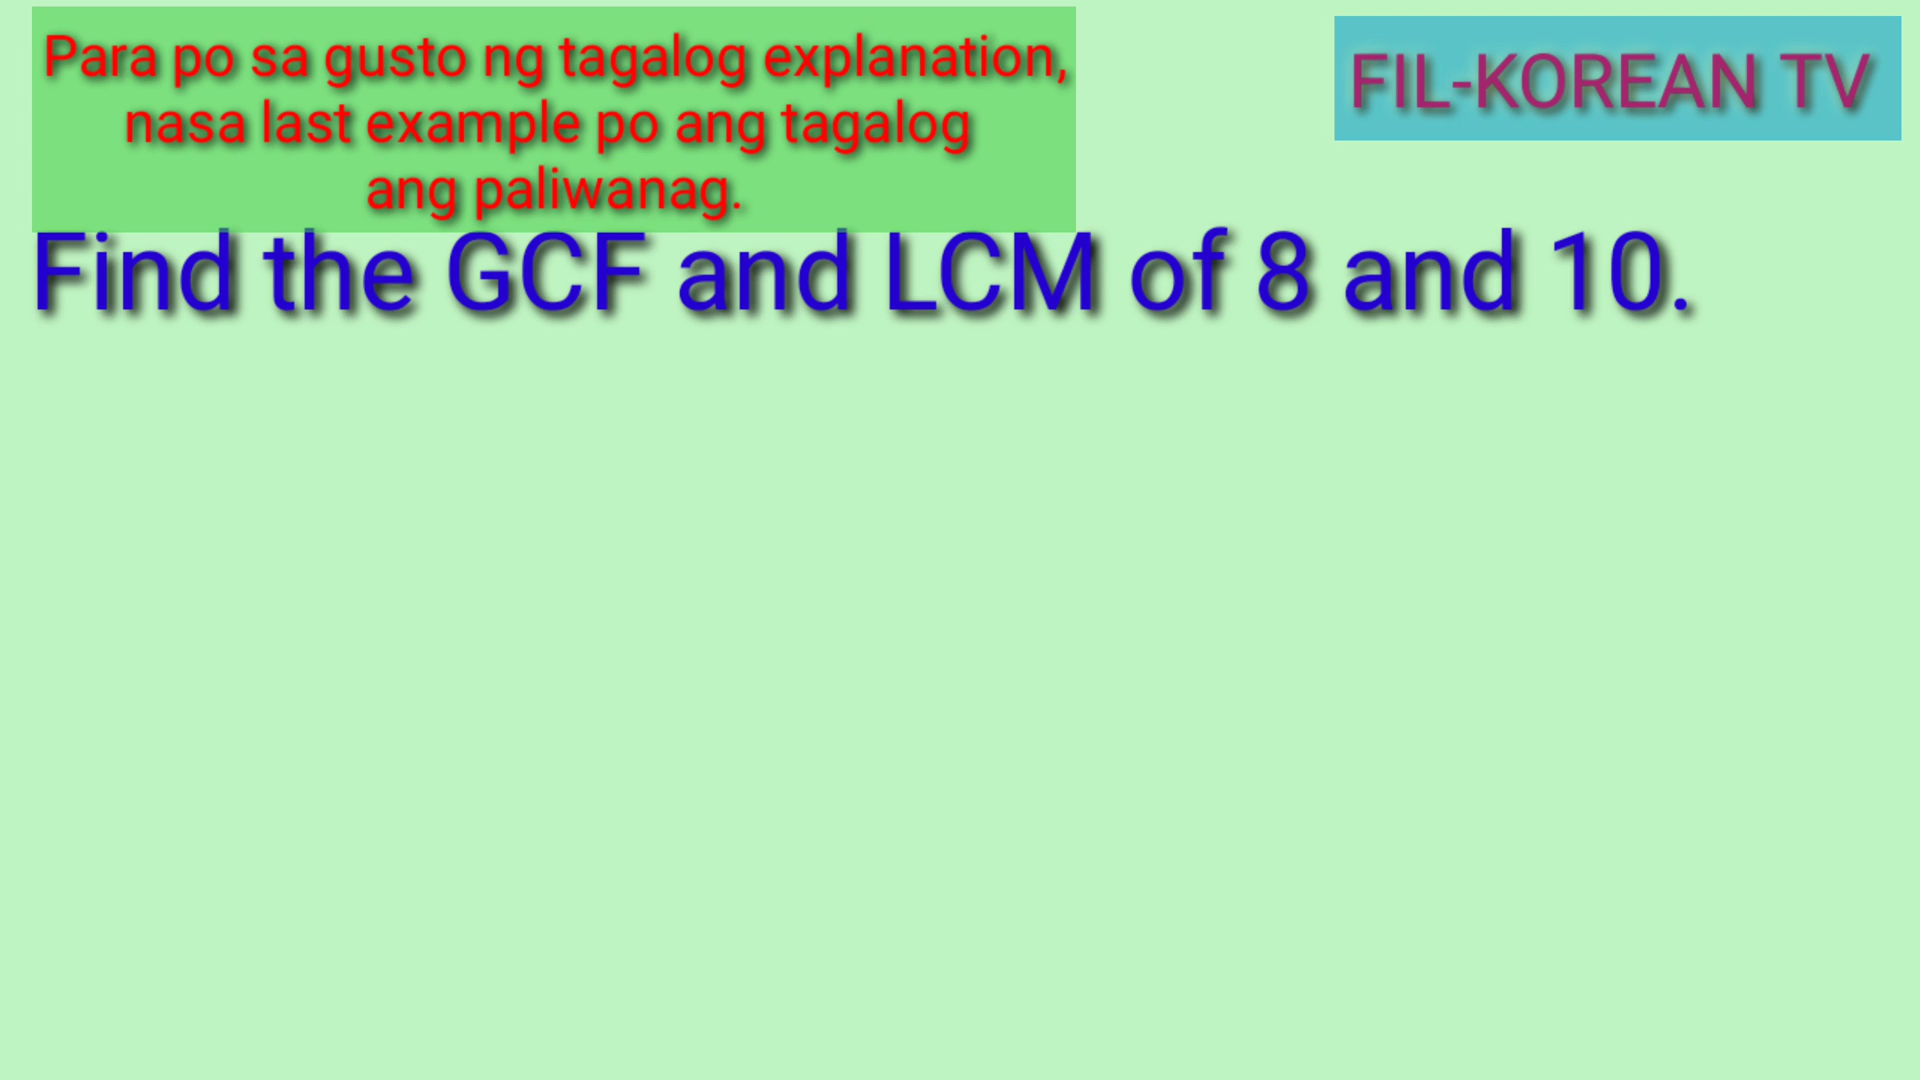 Para po sa gusto ng tagalog explanation,
nasa last example po ang tagalog
ang paliwanag.
FIL-KOREAN TV
Find the GCF and LCM of 8 and 10.